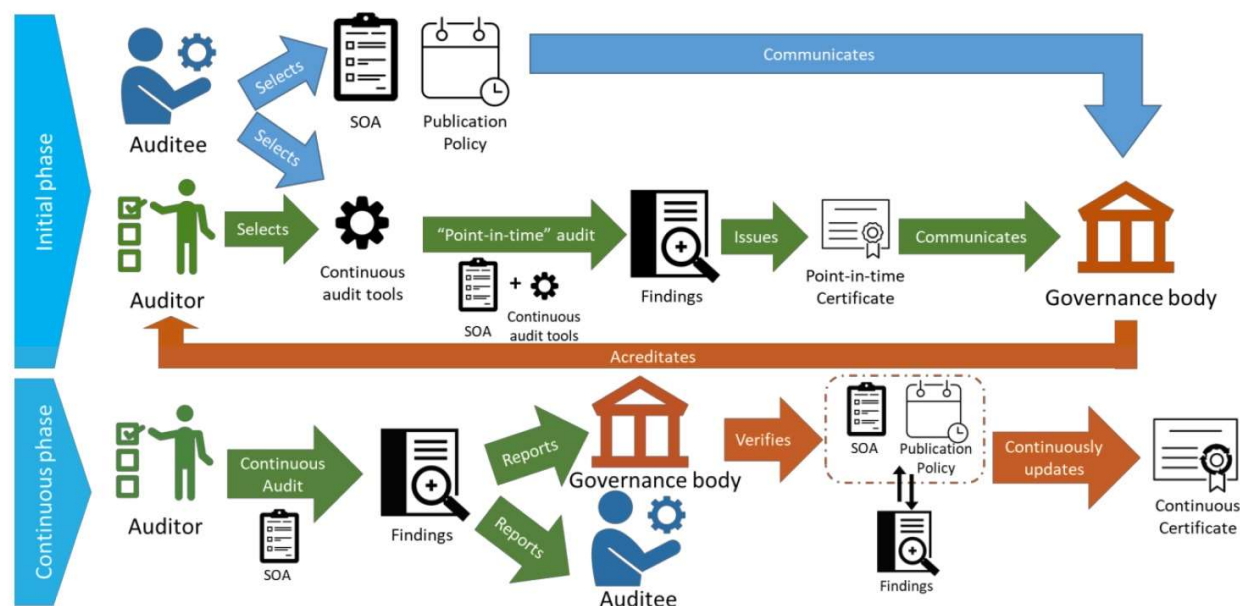 Initial phase
Auditee
Selects
Selects
SOA
Publication
Policy
Communicates
Auditor
Selects
Continuous
audit tools
"Point-in-time" audit
SOA
+
Continuous
audit tools
Findings
Issues
Point-in-time
Certificate
Communicates
Governance body
Acreditates
Continuous phase
Auditor
Continuous
Audit
SOA
Findings
Reports
Reports
Governance body
Auditee
Verifies
SOA
Publication
Policy
Findings
Continuously
updates
Continuous
Certificate